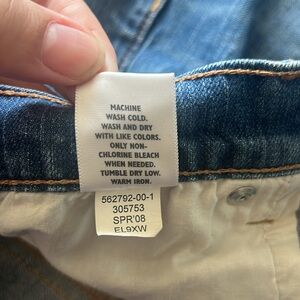 MACHINE
WASH COLD.
WASH AND DRY
WITH LIKE COLORS.
ONLY NON-
CHLORINE BLEACH
WHEN NEEDED.
TUMBLE DRY LOW.
WARM IRON.
562792-00-1
305753
SPR'08
EL9XW